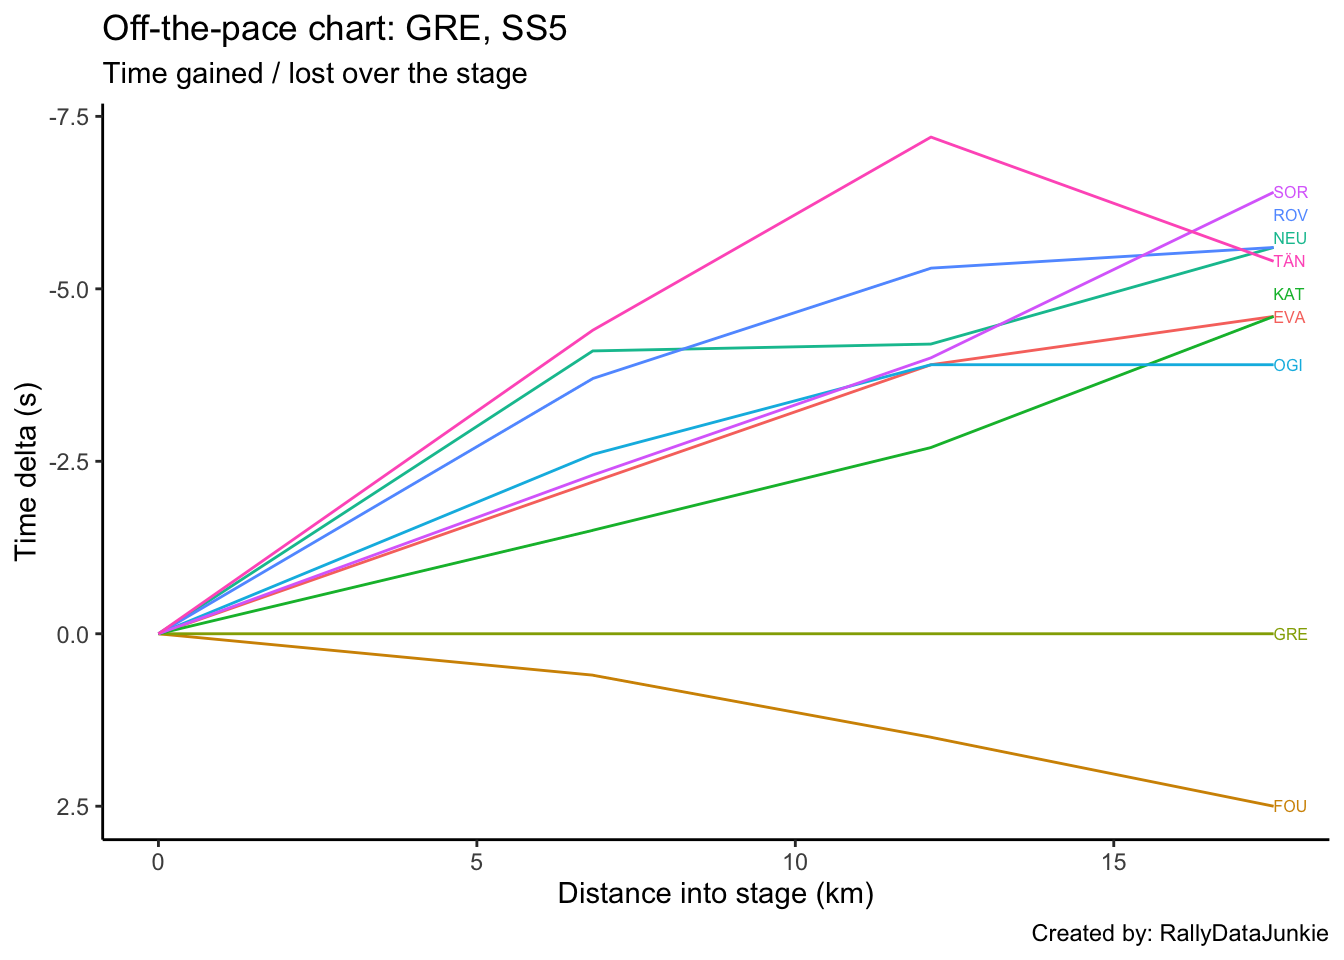 Off-the-pace chart: GRE, SS5
Time gained / lost over the stage
Time delta (s)
-7.5
-5.0
-2.5
0.0
2.5
SOR
ROV
NEU
TÄN
KAT
EVA
OGI
GRE
FOU
0 5 10 15
Distance into stage (km)
Created by: RallyDataJunkie